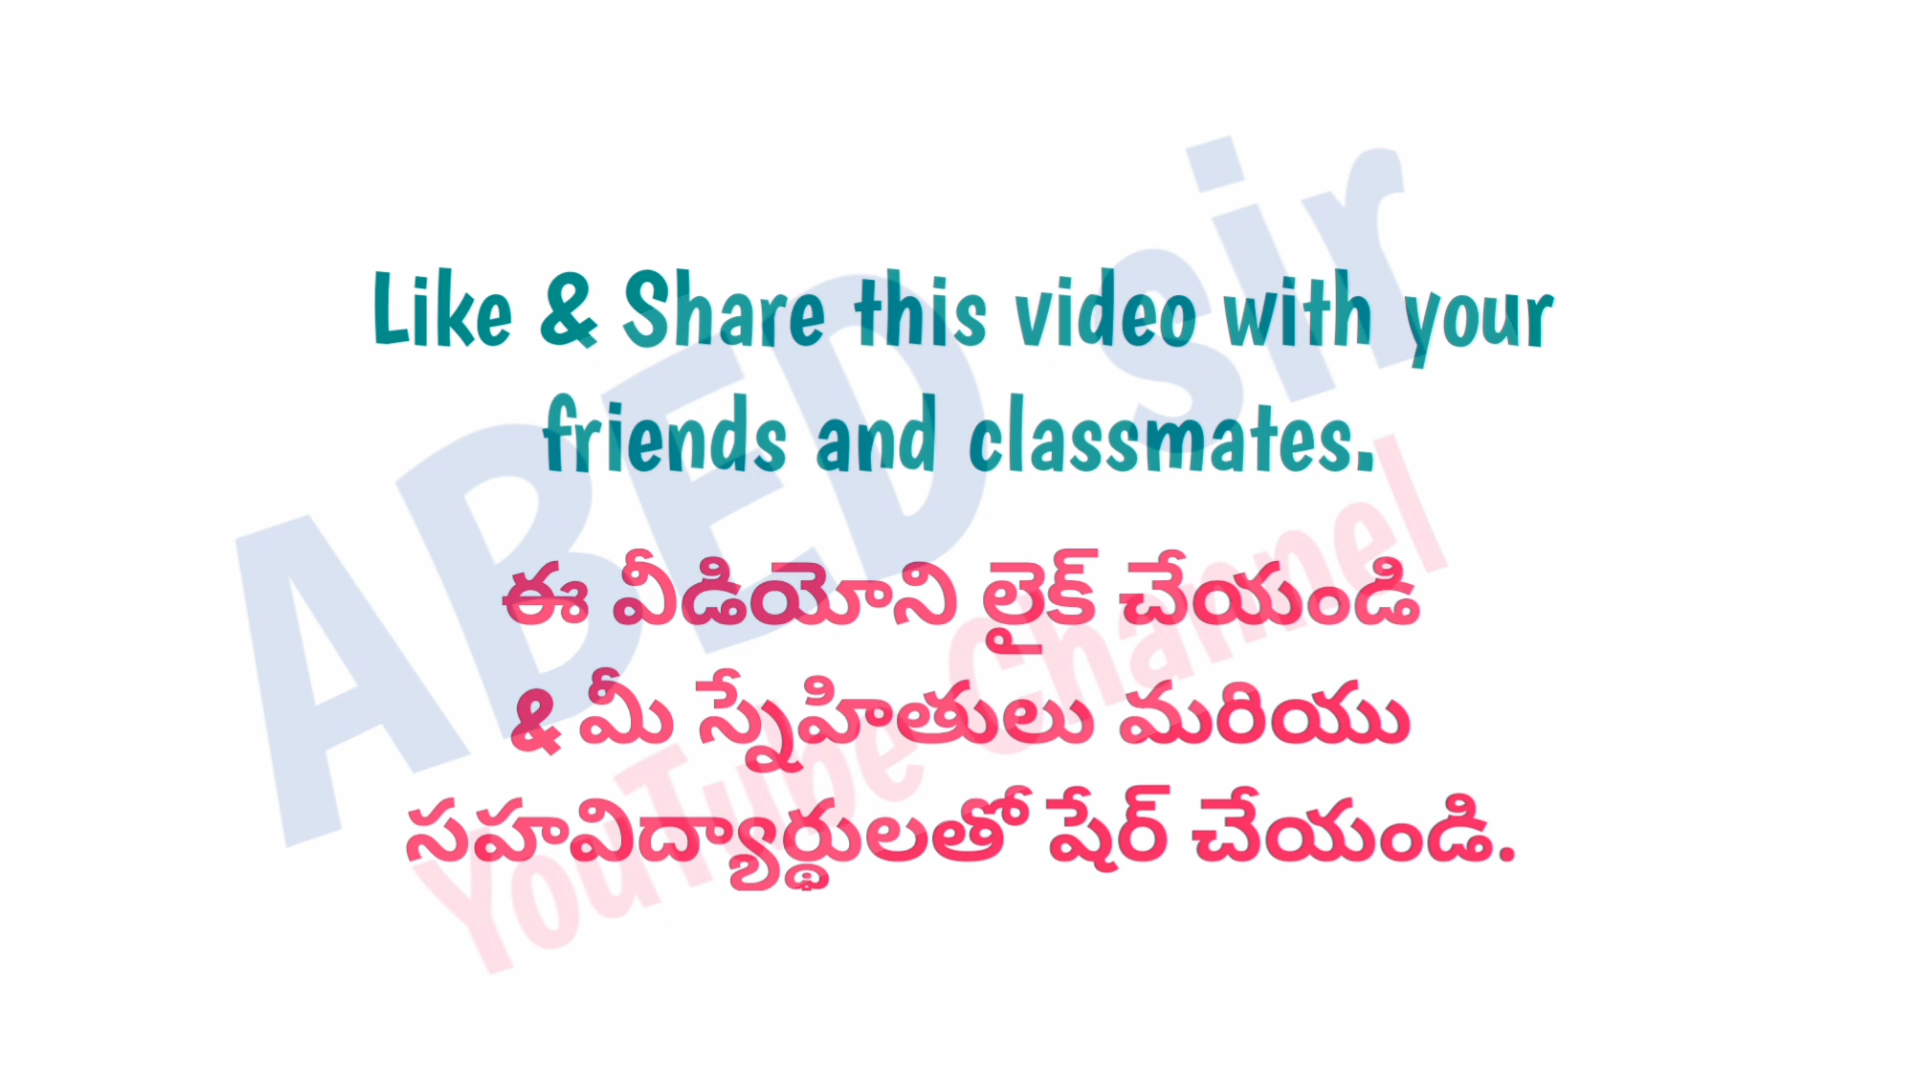 Like & Share this video with your
friends and classmates.
ఈ వీడియోని లైక్ చేయండి
& మీ స్నేహితులు మరియు
సహవిద్యార్థులతో షేర్ చేయండి.
ABED sir
YouTube Channel